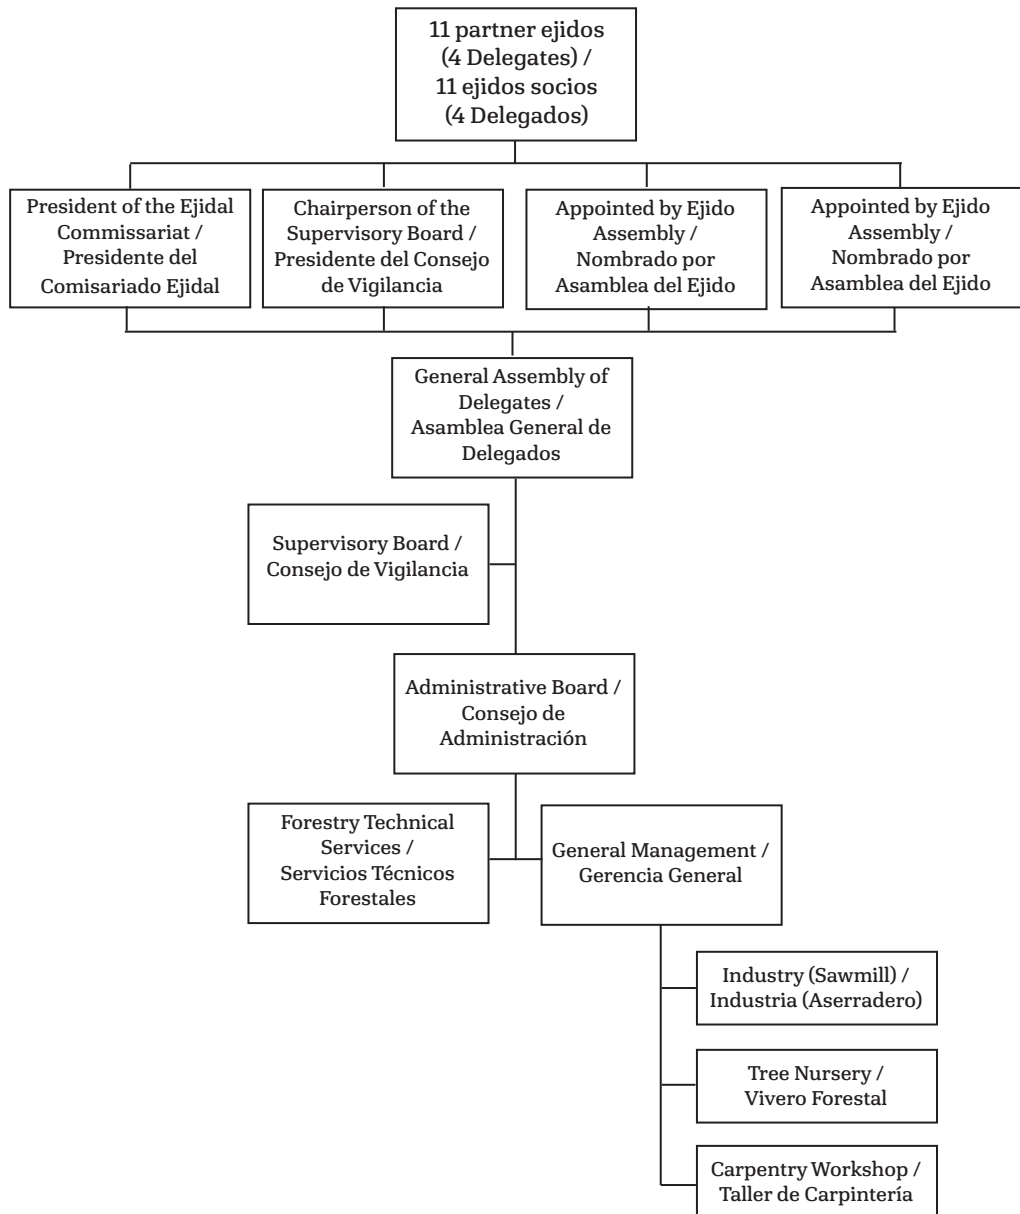 11 partner ejidos
(4 Delegates) /
11 ejidos socios
(4 Delegados)
President of the Ejidal
Commissariat /
Presidente del
Comisariado Ejidal
Chairperson of the
Supervisory Board /
Presidente del Consejo
de Vigilancia
Appointed by Ejido
Assembly /
Nombrado por
Asamblea del Ejido
Appointed by Ejido
Assembly /
Nombrado por
Asamblea del Ejido
General Assembly of
Delegates /
Asamblea General de
Delegados
Supervisory Board /
Consejo de Vigilancia
Administrative Board /
Consejo de
Administración
Forestry Technical
Services /
Servicios Técnicos
Forestales
General Management /
Gerencia General
Industry (Sawmill) /
Industria (Aserradero)
Tree Nursery /
Vivero Forestal
Carpentry Workshop /
Taller de Carpintería